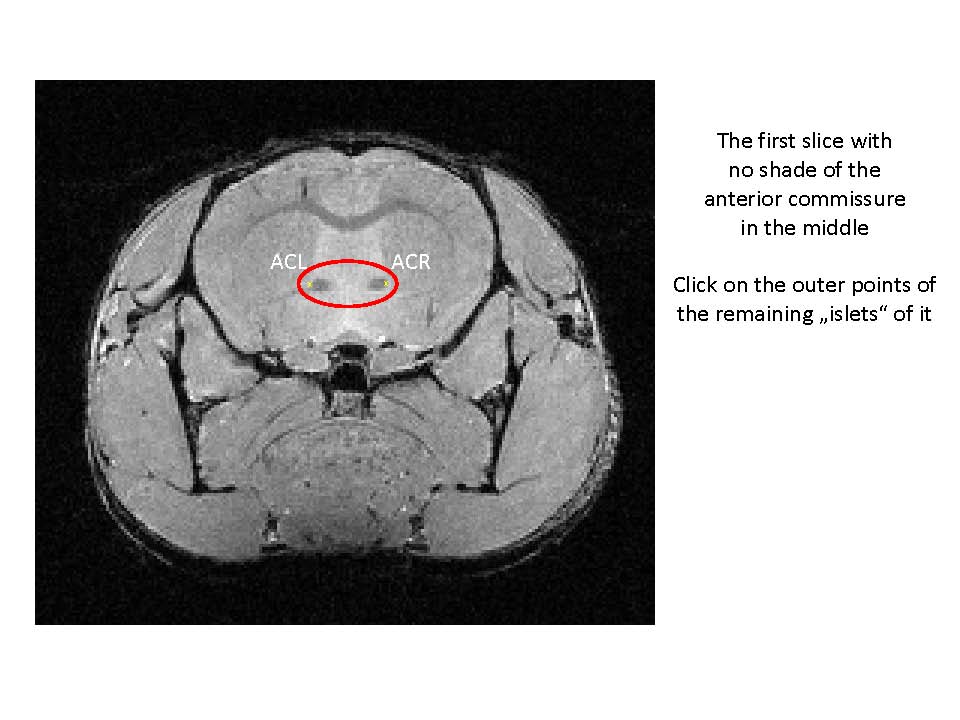 The first slice with
no shade of the
anterior commissure
in the middle
ACL ACR
Click on the outer points of
the remaining „islets“ of it